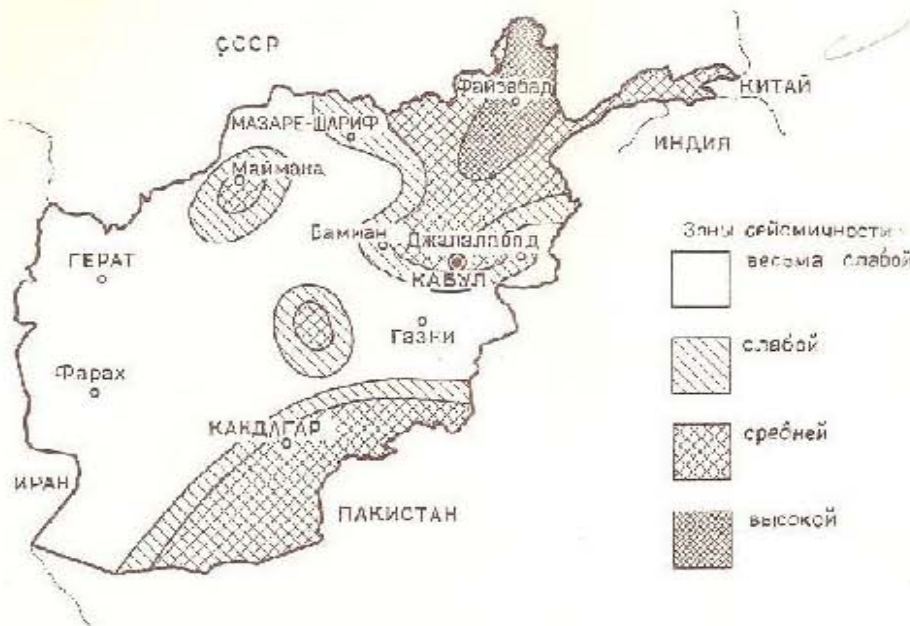 СССР
Файзабад
КИТАЙ
МАЗАРЕ-ШАРИФ
ИНДИЯ
Маймана
Бамиан
Джалалабад
Зоны сейсмичности:
весьма слабой
ГЕРАТ
КАБУЛ
Газни
слабой
Фарах
КАНДАГАР
средней
ИРАН
ПАКИСТАН
высокой